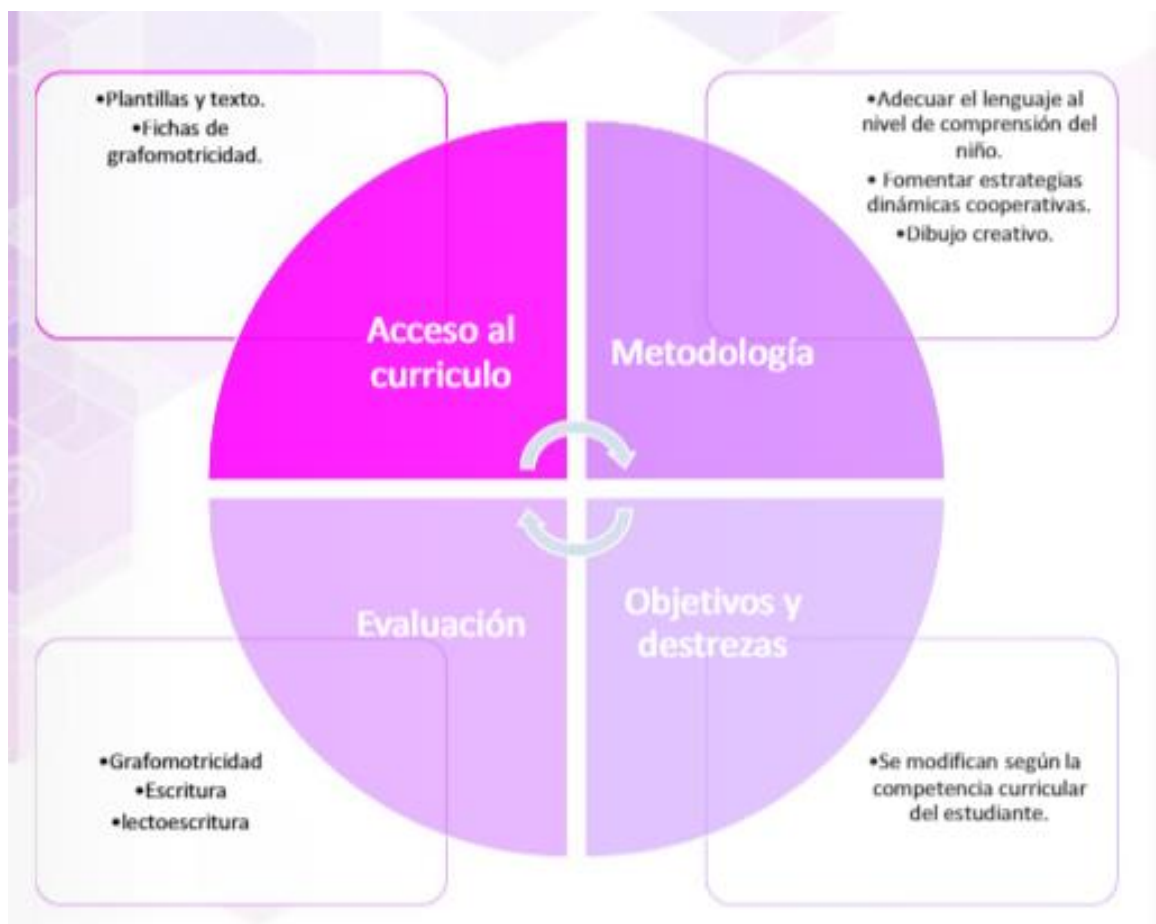 •Plantillas y texto.
•Fichas de
grafomotricidad.
•Adecuar el lenguaje al
nivel de comprensión del
niño.
• Fomentar estrategias
dinámicas cooperativas.
•Dibujo creativo.
Acceso al
curriculo
Metodología
Evaluación
Objetivos y
destrezas
•Grafomotricidad
•Escritura
•lectoescritura
•Se modifican según la
competencia curricular
del estudiante.